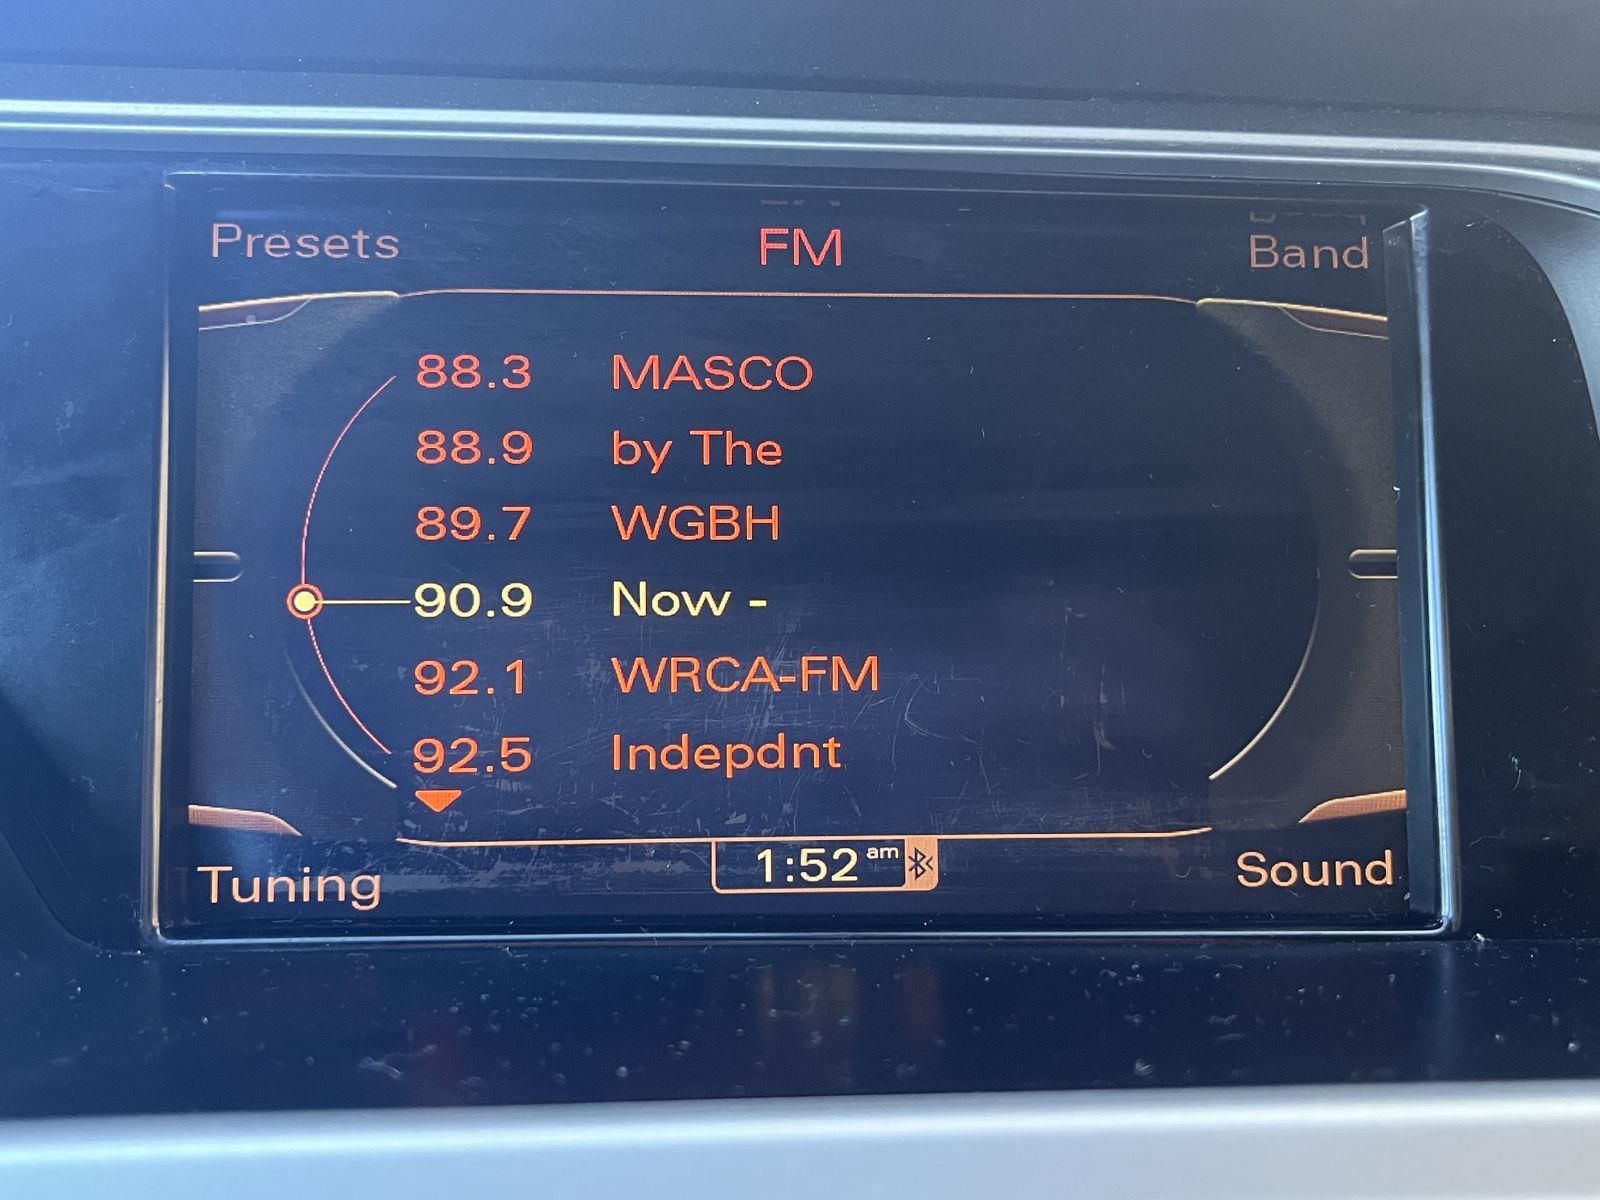 Presets FM Band
88.3 MASCO
88.9 by The
89.7 WGBH
90.9 Now -
92.1 WRCA-FM
92.5 Indepdnt
Tuning 1:52 am Sound